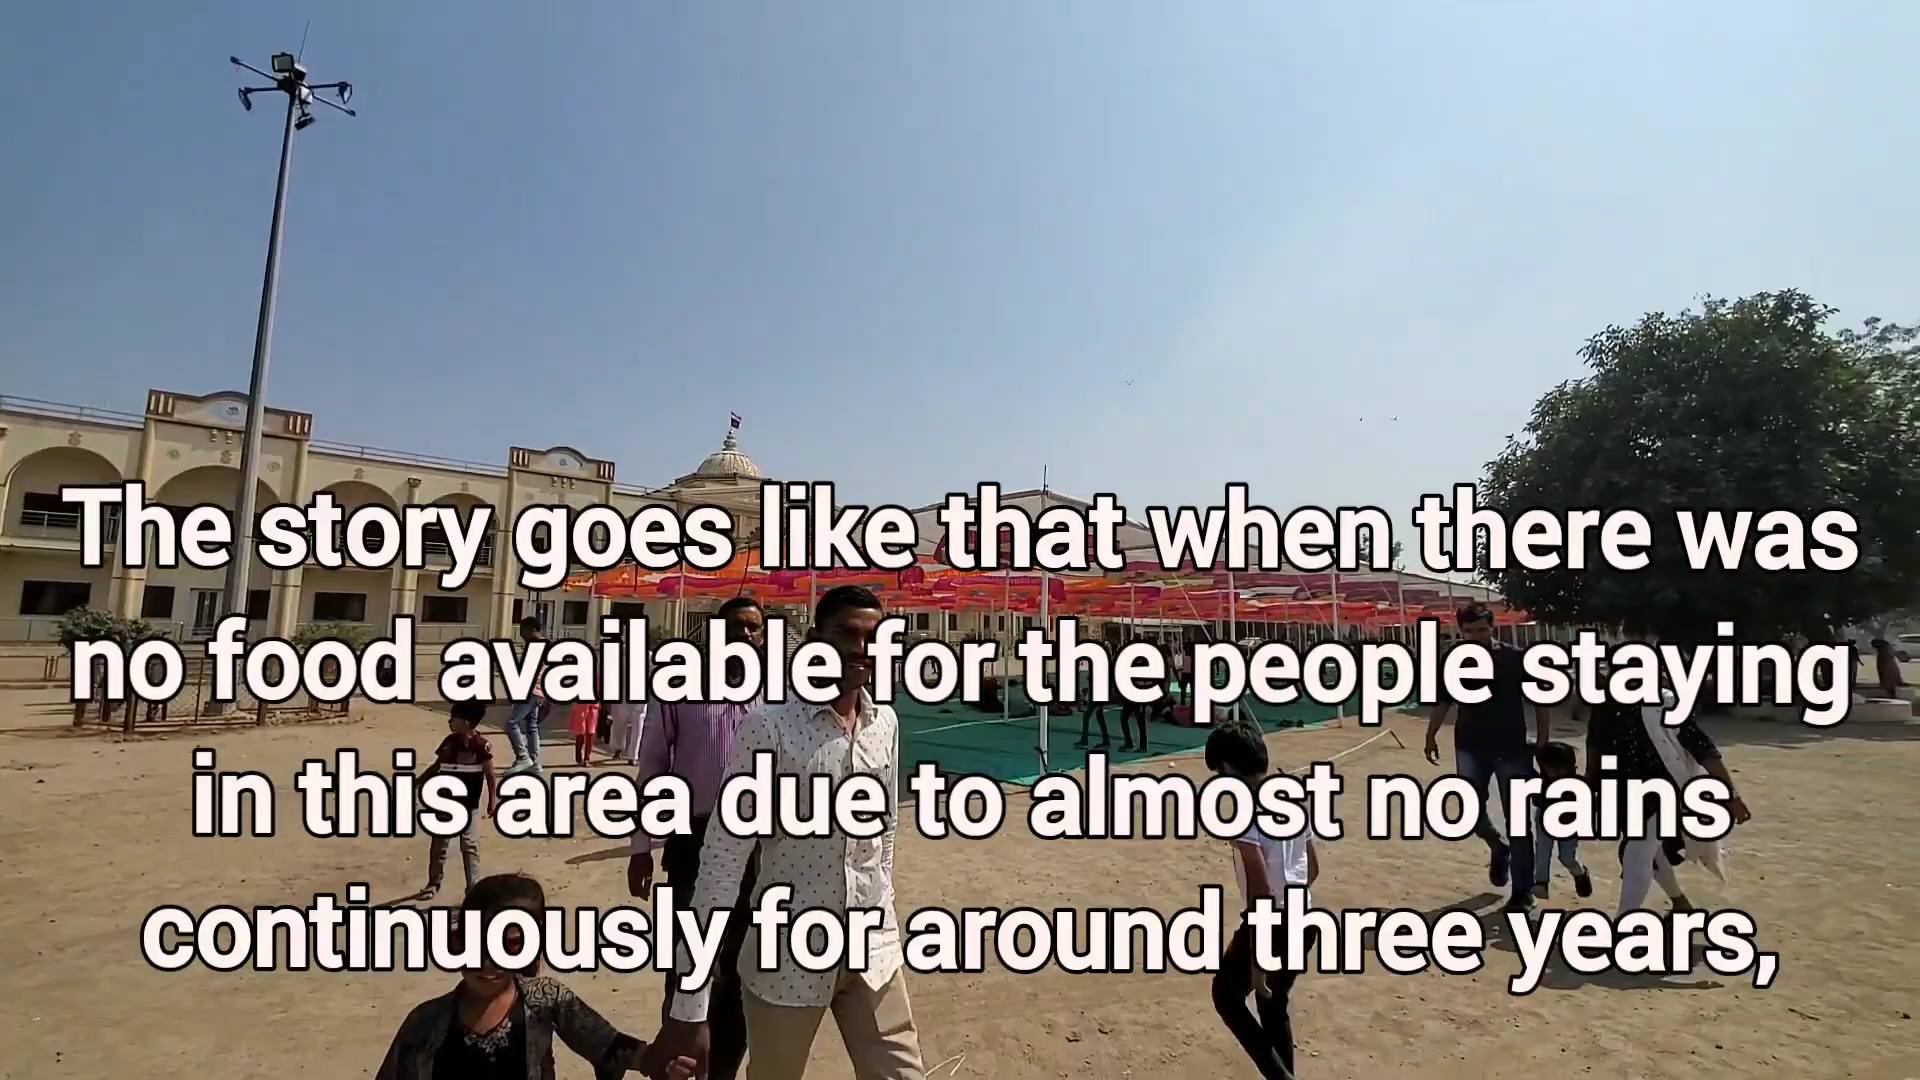 The story goes like that when there was
no food available for the people staying
in this area due to almost no rains
continuously for around three years,